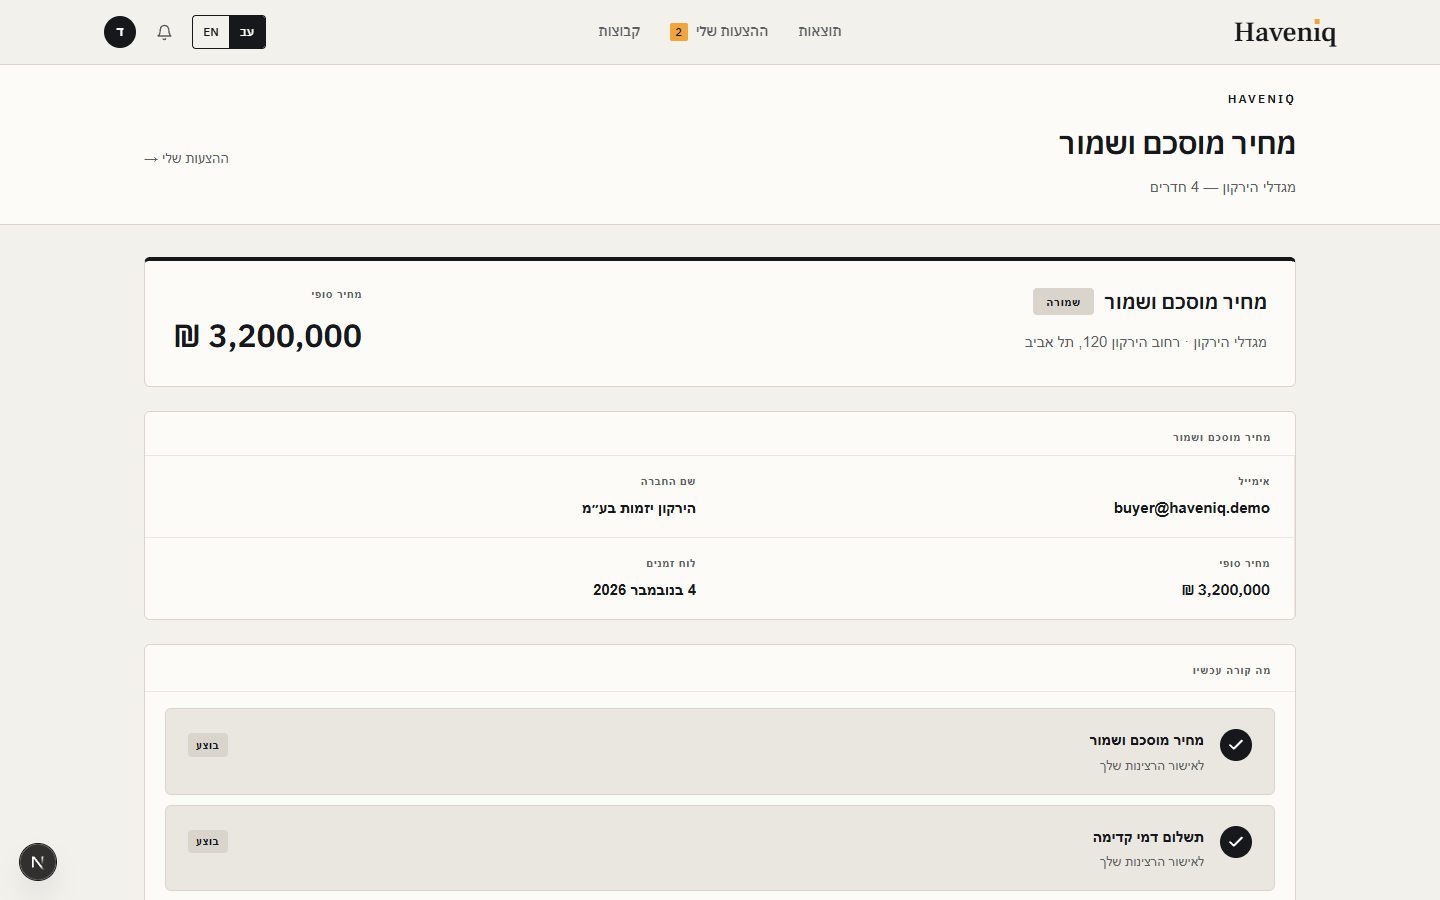 Haveniq
תוצאות
ההצעות שלי 2
קבוצות
עב EN
ד
HAVENIQ
מחיר מוסכם ושמור
מגדלי הירקון — 4 חדרים
ההצעות שלי →
מחיר מוסכם ושמור שמורה
מגדלי הירקון · רחוב הירקון 120, תל אביב
מחיר סופי
3,200,000 ₪
מחיר מוסכם ושמור
אימייל
buyer@haveniq.demo
שם החברה
הירקון יזמות בע״מ
מחיר סופי
3,200,000 ₪
לוח זמנים
4 בנובמבר 2026
מה קורה עכשיו
מחיר מוסכם ושמור
לאישור הרצינות שלך
בוצע
תשלום דמי קדימה
לאישור הרצינות שלך
בוצע
N